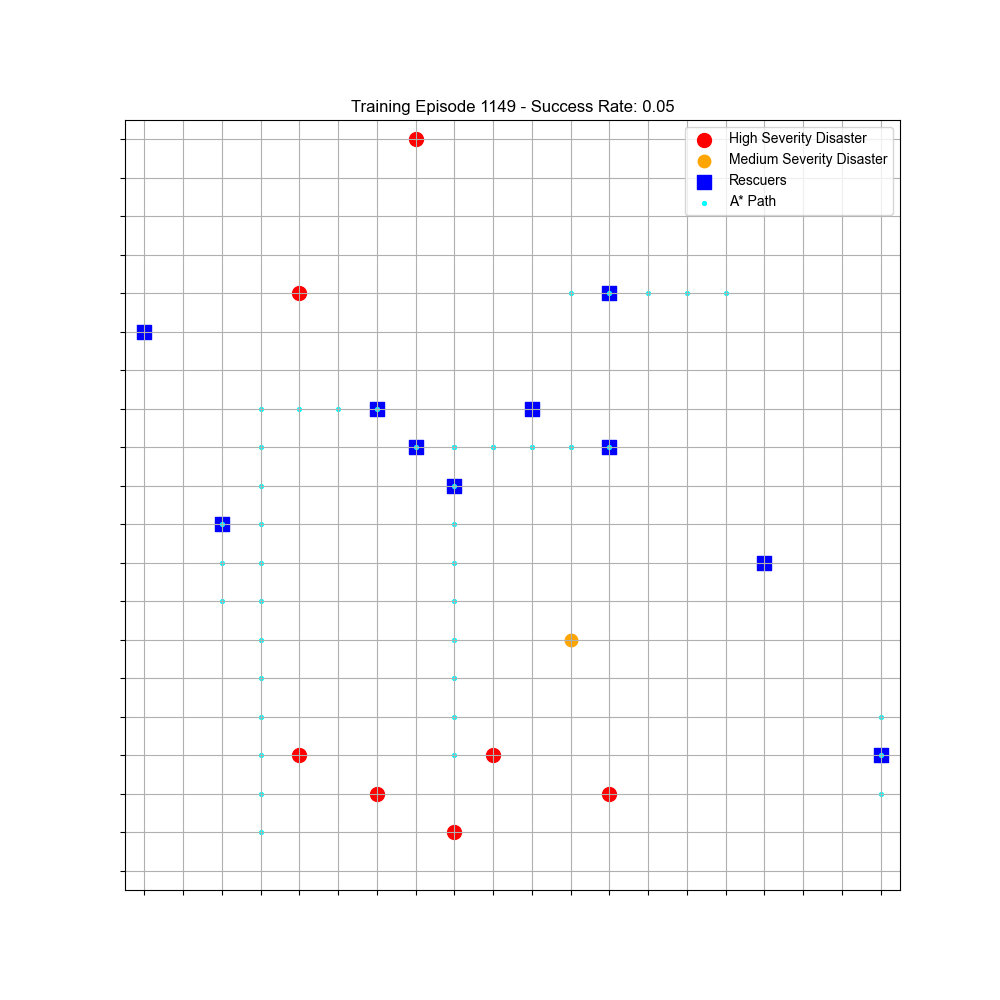 Training Episode 1149 - Success Rate: 0.05
High Severity Disaster
Medium Severity Disaster
Rescuers
A* Path